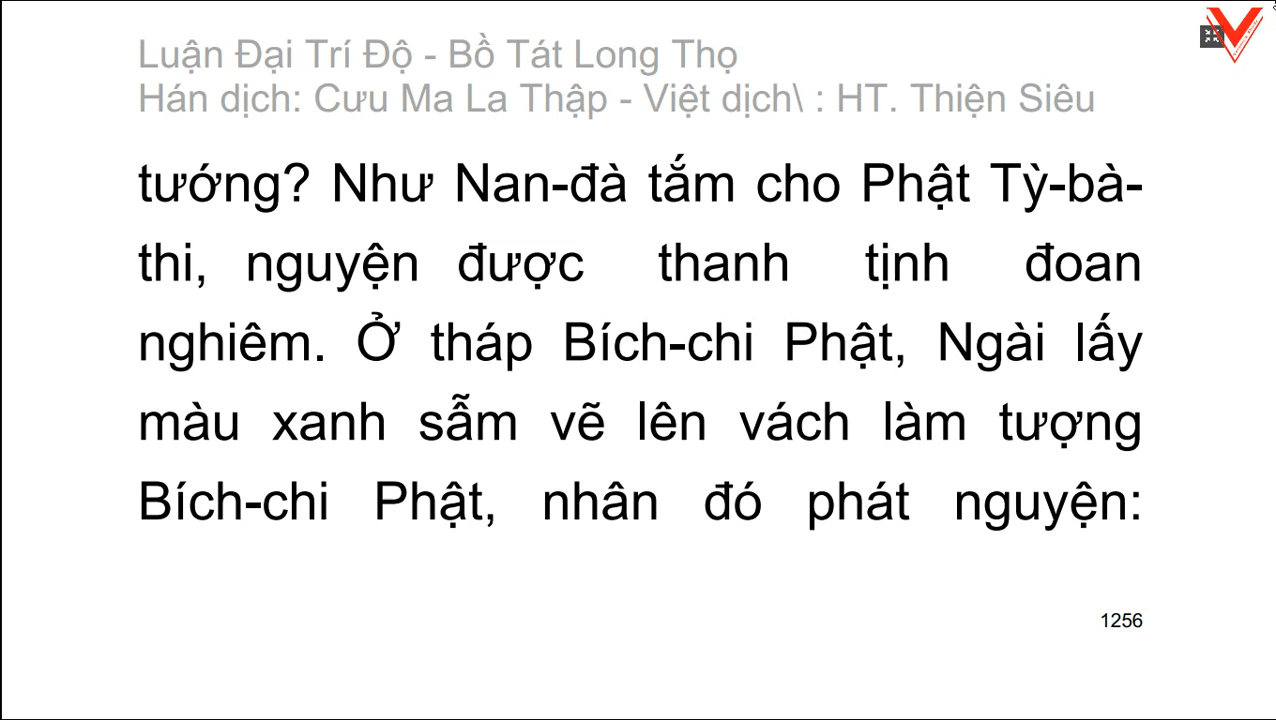 Luận Đại Trí Độ - Bồ Tát Long Thọ
Hán dịch: Cưu Ma La Thập - Việt dịch\ : HT. Thiện Siêu
tướng? Như Nan-đà tắm cho Phật Tỳ-bà-
thi, nguyện được thanh tịnh đoan
nghiêm. Ở tháp Bích-chi Phật, Ngài lấy
màu xanh sẫm vẽ lên vách làm tượng
Bích-chi Phật, nhân đó phát nguyện:
1256